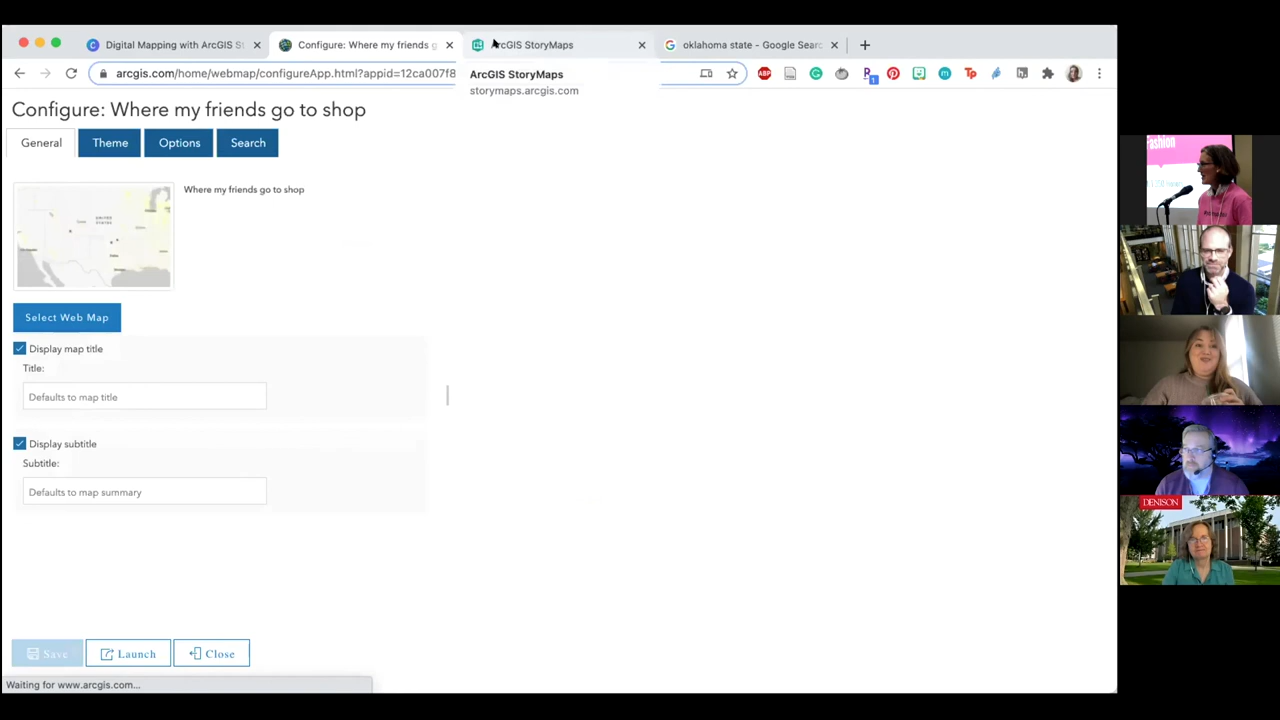 Digital Mapping with ArcGIS St
Configure: Where my friends g
ArcGIS StoryMaps
oklahoma state - Google Searc
arcgis.com/home/webmap/configureApp.html?appid=12ca007f8
ABP
1
Tp
ArcGIS StoryMaps
storymaps.arcgis.com
Configure: Where my friends go to shop
General
Theme
Options
Search
Where my friends go to shop
Select Web Map
Display map title
Title:
Defaults to map title
Display subtitle
Subtitle:
Defaults to map summary
Save
Launch
Close
Waiting for www.arcgis.com...
DENISON